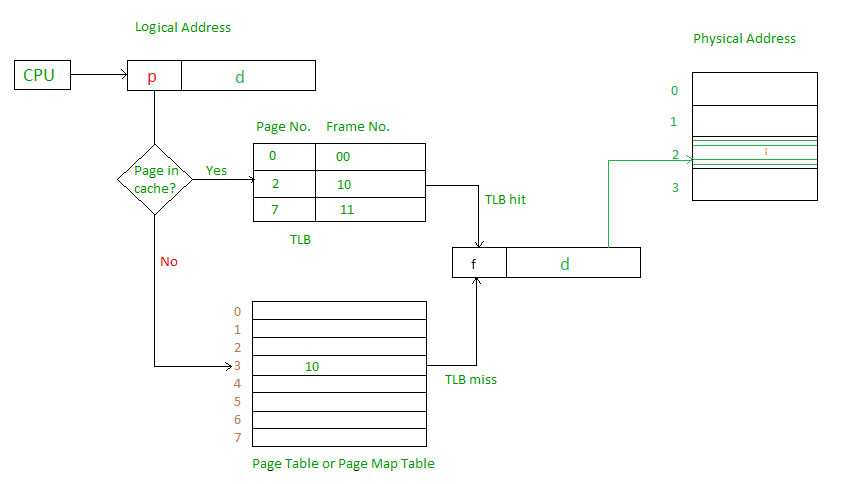 Logical Address
Physical Address
CPU
p d
0
1
2
3
i
Page No. Frame No.
0 00
2 10
7 11
TLB
Page in
cache?
Yes
No
TLB hit
f d
0
1
2
3 10
4
5
6
7
TLB miss
Page Table or Page Map Table